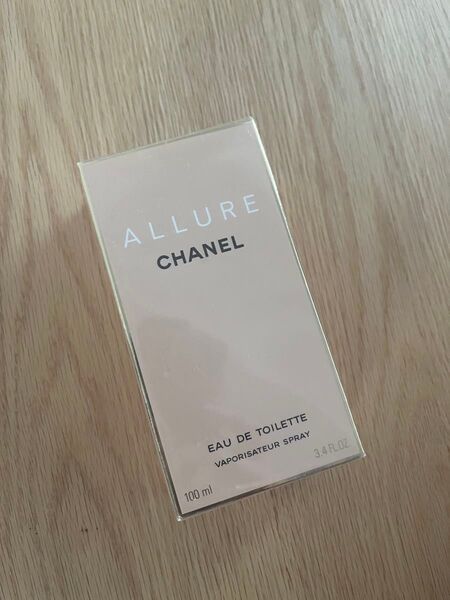 ALLURE
CHANEL
EAU DE TOILETTE
VAPORISATEUR SPRAY
100 ml 3.4 FL.OZ.